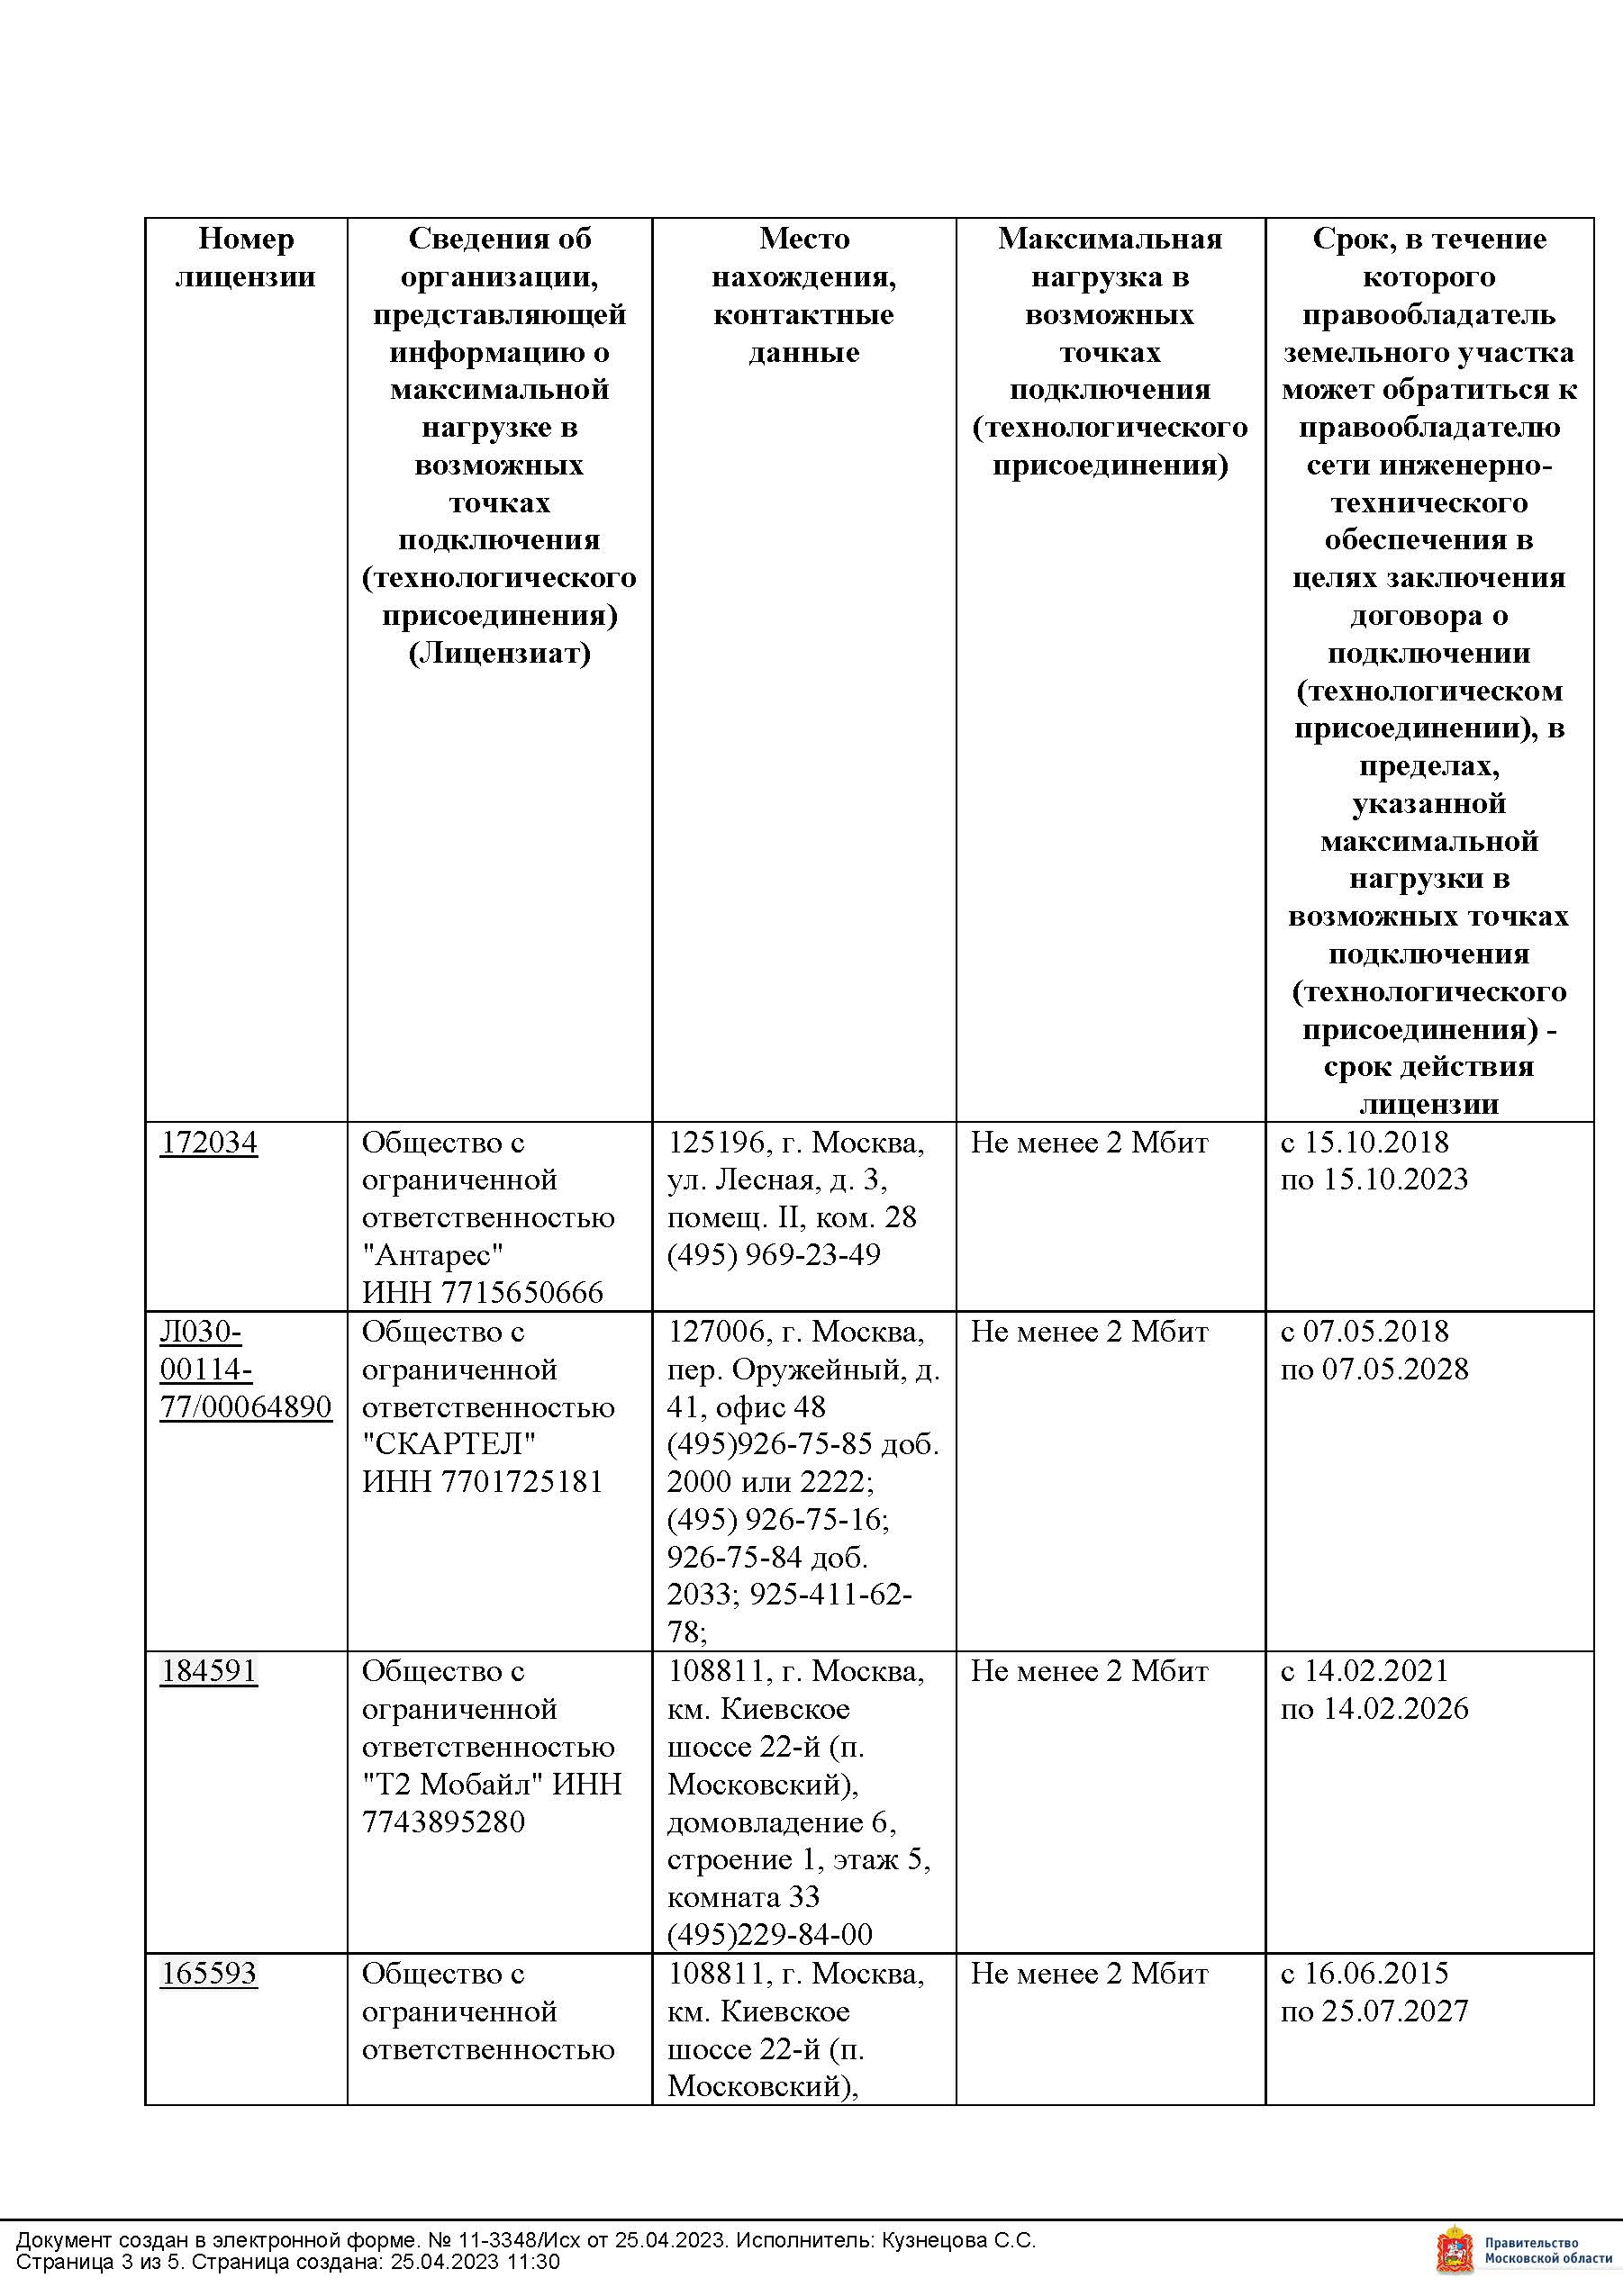 Номер
лицензии
Сведения об
организации,
представляющей
информацию о
максимальной
нагрузке в
возможных
точках
подключения
(технологического
присоединения)
(Лицензиат)
Место
нахождения,
контактные
данные
Максимальная
нагрузка в
возможных
точках
подключения
(технологического
присоединения)
Срок, в течение
которого
правообладатель
земельного участка
может обратиться к
правообладателю
сети инженерно-
технического
обеспечения в
целях заключения
договора о
подключении
(технологическом
присоединении), в
пределах,
указанной
максимальной
нагрузки в
возможных точках
подключения
(технологического
присоединения) -
срок действия
лицензии
172034
Общество с
ограниченной
ответственностью
"Антарес"
ИНН 7715650666
125196, г. Москва,
ул. Лесная, д. 3,
помещ. II, ком. 28
(495) 969-23-49
Не менее 2 Мбит
с 15.10.2018
по 15.10.2023
Л030-
00114-
77/00064890
Общество с
ограниченной
ответственностью
"СКАРТЕЛ"
ИНН 7701725181
127006, г. Москва,
пер. Оружейный, д.
41, офис 48
(495)926-75-85 доб.
2000 или 2222;
(495) 926-75-16;
926-75-84 доб.
2033; 925-411-62-
78;
Не менее 2 Мбит
с 07.05.2018
по 07.05.2028
184591
Общество с
ограниченной
ответственностью
"Т2 Мобайл" ИНН
7743895280
108811, г. Москва,
км. Киевское
шоссе 22-й (п.
Московский),
домовладение 6,
строение 1, этаж 5,
комната 33
(495)229-84-00
Не менее 2 Мбит
с 14.02.2021
по 14.02.2026
165593
Общество с
ограниченной
ответственностью
108811, г. Москва,
км. Киевское
шоссе 22-й (п.
Московский),
Не менее 2 Мбит
с 16.06.2015
по 25.07.2027
Документ создан в электронной форме. № 11-3348/Исх от 25.04.2023. Исполнитель: Кузнецова С.С.
Страница 3 из 5. Страница создана: 25.04.2023 11:30
Правительство
Московской области